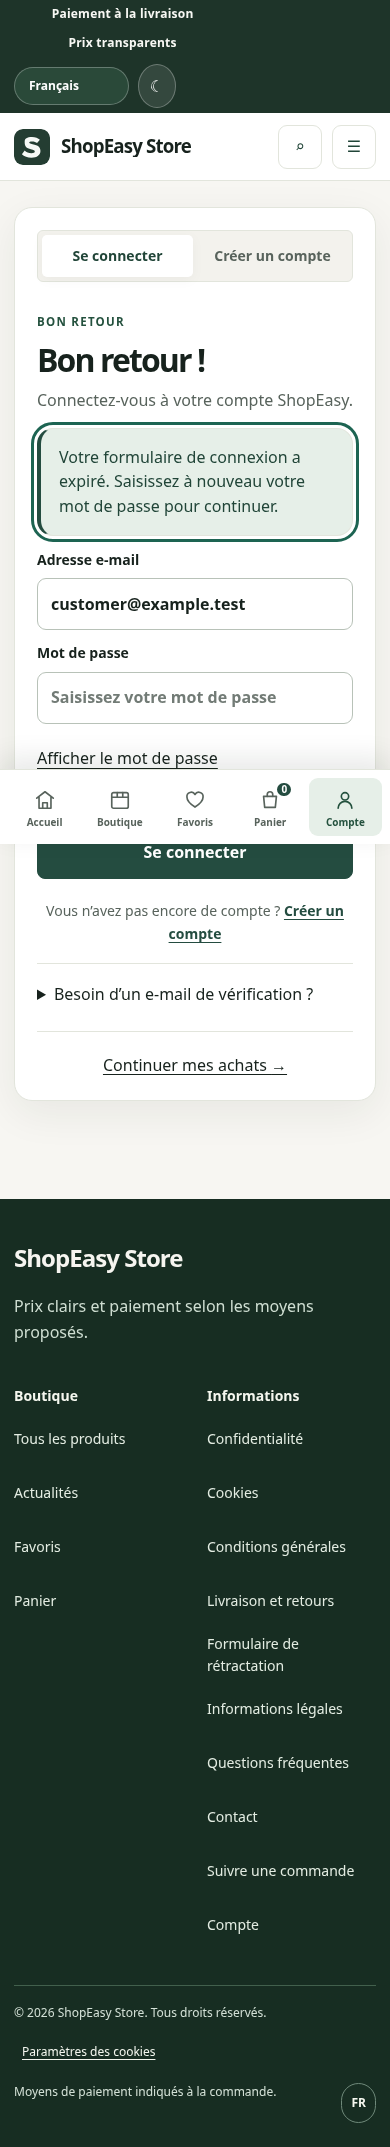 Paiement à la livraison
Prix transparents
Français
S ShopEasy Store
Se connecter Créer un compte
BON RETOUR
Bon retour !
Connectez-vous à votre compte ShopEasy.
Votre formulaire de connexion a
expiré. Saisissez à nouveau votre
mot de passe pour continuer.
Adresse e-mail
customer@example.test
Mot de passe
Saisissez votre mot de passe
Afficher le mot de passe
0
Accueil Boutique Favoris Panier Compte
Se connecter
Vous n’avez pas encore de compte ? Créer un
compte
Besoin d’un e-mail de vérification ?
Continuer mes achats →
ShopEasy Store
Prix clairs et paiement selon les moyens
proposés.
Boutique
Tous les produits
Actualités
Favoris
Panier
Informations
Confidentialité
Cookies
Conditions générales
Livraison et retours
Formulaire de
rétractation
Informations légales
Questions fréquentes
Contact
Suivre une commande
Compte
© 2026 ShopEasy Store. Tous droits réservés.
Paramètres des cookies
Moyens de paiement indiqués à la commande.
FR